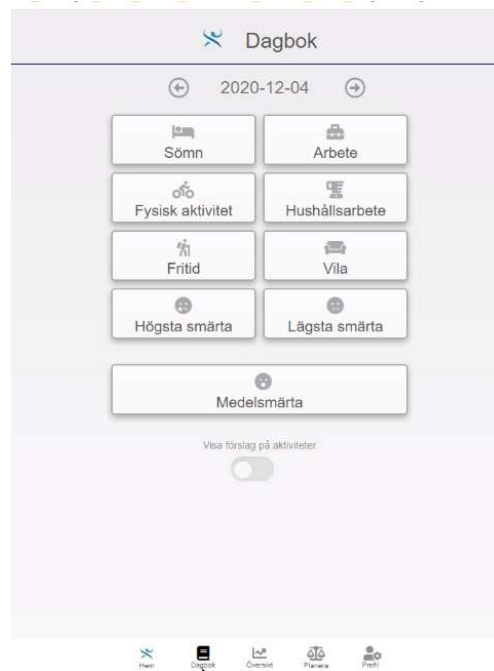 Dagbok
2020-12-04
Sömn Arbete
Fysisk aktivitet Hushållsarbete
Fritid Vila
Högsta smärta Lägsta smärta
Medelsmärta
Visa förslag på aktiviteter
Hem Dagbok Översikt Planera Profil